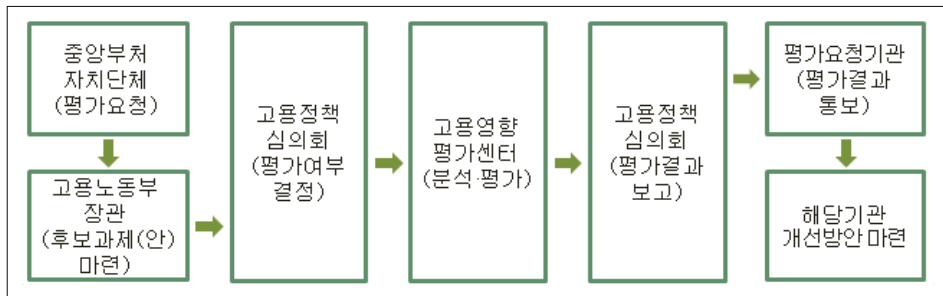 중앙부처
자치단체
(평가요청)
고용노동부
장관
(후보과제(안)
마련)
고용정책
심의회
(평가여부
결정)
고용영향
평가센터
(분석·평가)
고용정책
심의회
(평가결과
보고)
평가요청기관
(평가결과
통보)
해당기관
개선방안 마련